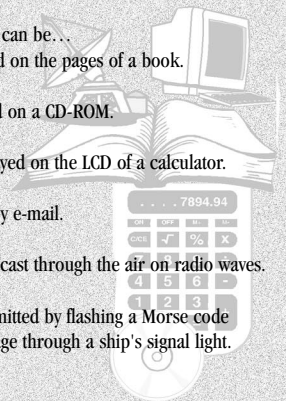 can be…
d on the pages of a book.
d on a CD-ROM.
yed on the LCD of a calculator.
y e-mail.
. . . . 7894.94
ON OFF
C/CE √ % X
cast through the air on radio waves.
4 5 6 -
1 2 3
mitted by flashing a Morse code
ge through a ship's signal light.